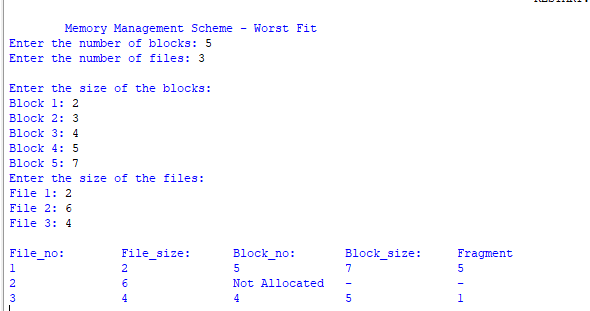 Memory Management Scheme - Worst Fit
Enter the number of blocks: 5
Enter the number of files: 3
Enter the size of the blocks:
Block 1: 2
Block 2: 3
Block 3: 4
Block 4: 5
Block 5: 7
Enter the size of the files:
File 1: 2
File 2: 6
File 3: 4
File_no: File_size: Block_no: Block_size: Fragment
1 2 5 7 5
2 6 Not Allocated - -
3 4 4 5 1